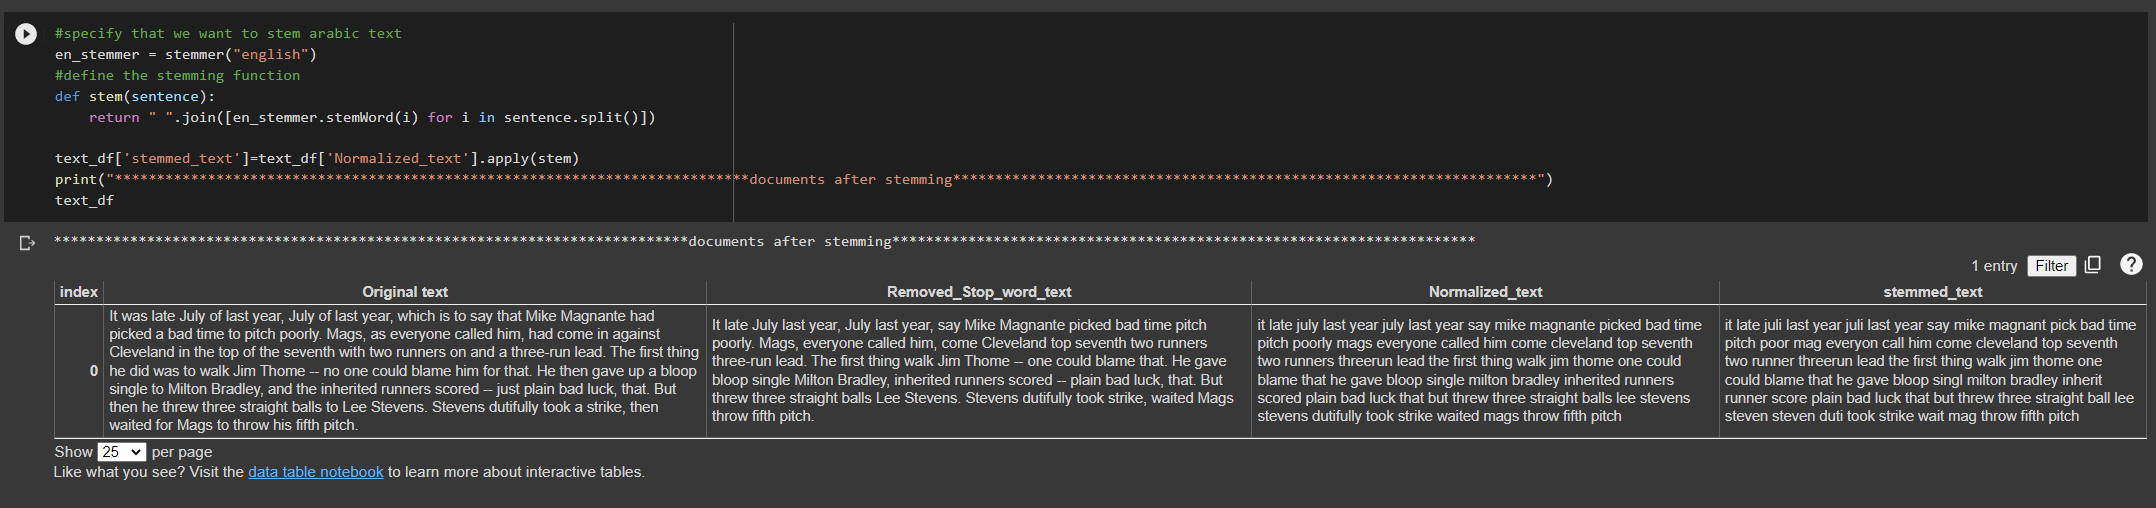 #specify that we want to stem arabic text
en_stemmer = stemmer("english")
#define the stemming function
def stem(sentence):
    return " ".join([en_stemmer.stemWord(i) for i in sentence.split()])
text_df['stemmed_text']=text_df['Normalized_text'].apply(stem)
print("***************************************************************************documents after stemming*********************************************************************")
text_df
***************************************************************************documents after stemming*********************************************************************
1 entry Filter
index Original text Removed_Stop_word_text Normalized_text stemmed_text
0
It was late July of last year, July of last year, which is to say that Mike Magnante had
picked a bad time to pitch poorly. Mags, as everyone called him, had come in against
Cleveland in the top of the seventh with two runners on and a three-run lead. The first thing
he did was to walk Jim Thome -- no one could blame him for that. He then gave up a bloop
single to Milton Bradley, and the inherited runners scored -- just plain bad luck, that. But
then he threw three straight balls to Lee Stevens. Stevens dutifully took a strike, then
waited for Mags to throw his fifth pitch.
It late July last year, July last year, say Mike Magnante picked bad time pitch
poorly. Mags, everyone called him, come Cleveland top seventh two runners
three-run lead. The first thing walk Jim Thome -- one could blame that. He gave
bloop single Milton Bradley, inherited runners scored -- plain bad luck, that. But
threw three straight balls Lee Stevens. Stevens dutifully took strike, waited Mags
throw fifth pitch.
it late july last year july last year say mike magnante picked bad time
pitch poorly mags everyone called him come cleveland top seventh
two runners threerun lead the first thing walk jim thome one could
blame that he gave bloop single milton bradley inherited runners
scored plain bad luck that but threw three straight balls lee stevens
stevens dutifully took strike waited mags throw fifth pitch
it late juli last year juli last year say mike magnant pick bad time
pitch poor mag everyon call him come cleveland top seventh
two runner threerun lead the first thing walk jim thome one
could blame that he gave bloop singl milton bradley inherit
runner score plain bad luck that but threw three straight ball lee
steven steven duti took strike wait mag throw fifth pitch
Show 25 per page
Like what you see? Visit the data table notebook to learn more about interactive tables.